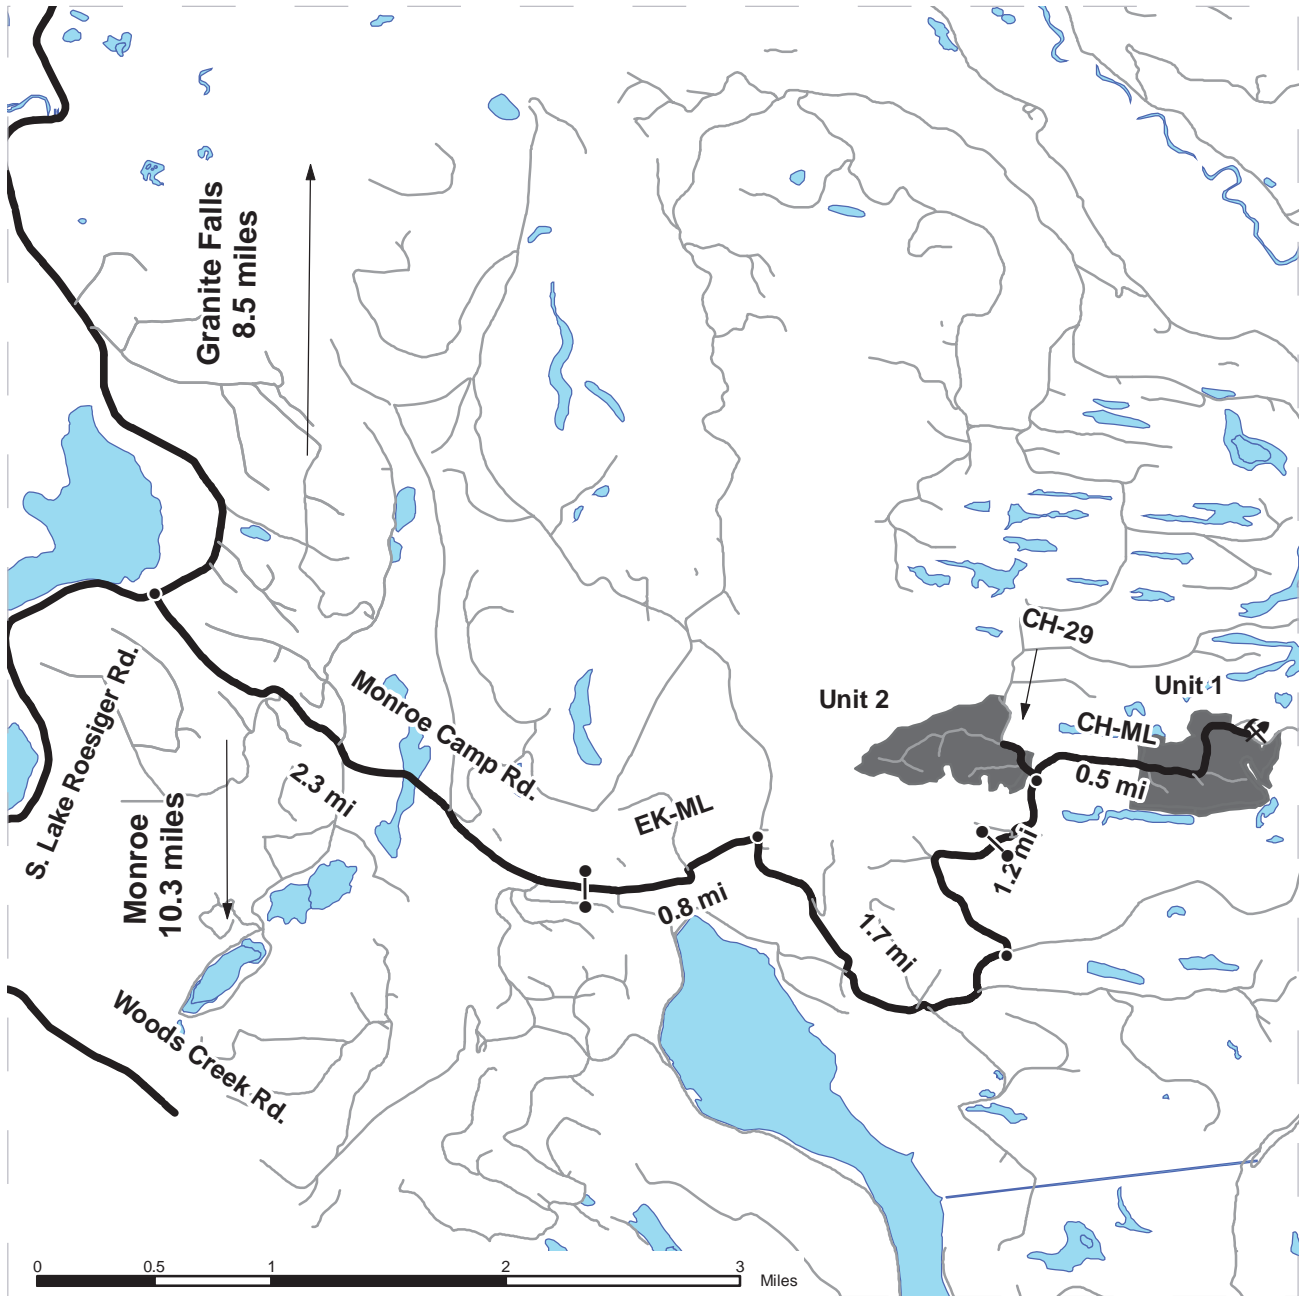 Granite Falls
8.5 miles
CH-29
Unit 1
Unit 2
CH-ML
0.5 mi
Monroe Camp Rd.
S. Lake Roesiger Rd.
2.3 mi
Monroe
10.3 miles
EK-ML
0.8 mi
1.2 mi
1.7 mi
Woods Creek Rd.
0 0.5 1 2 3
Miles